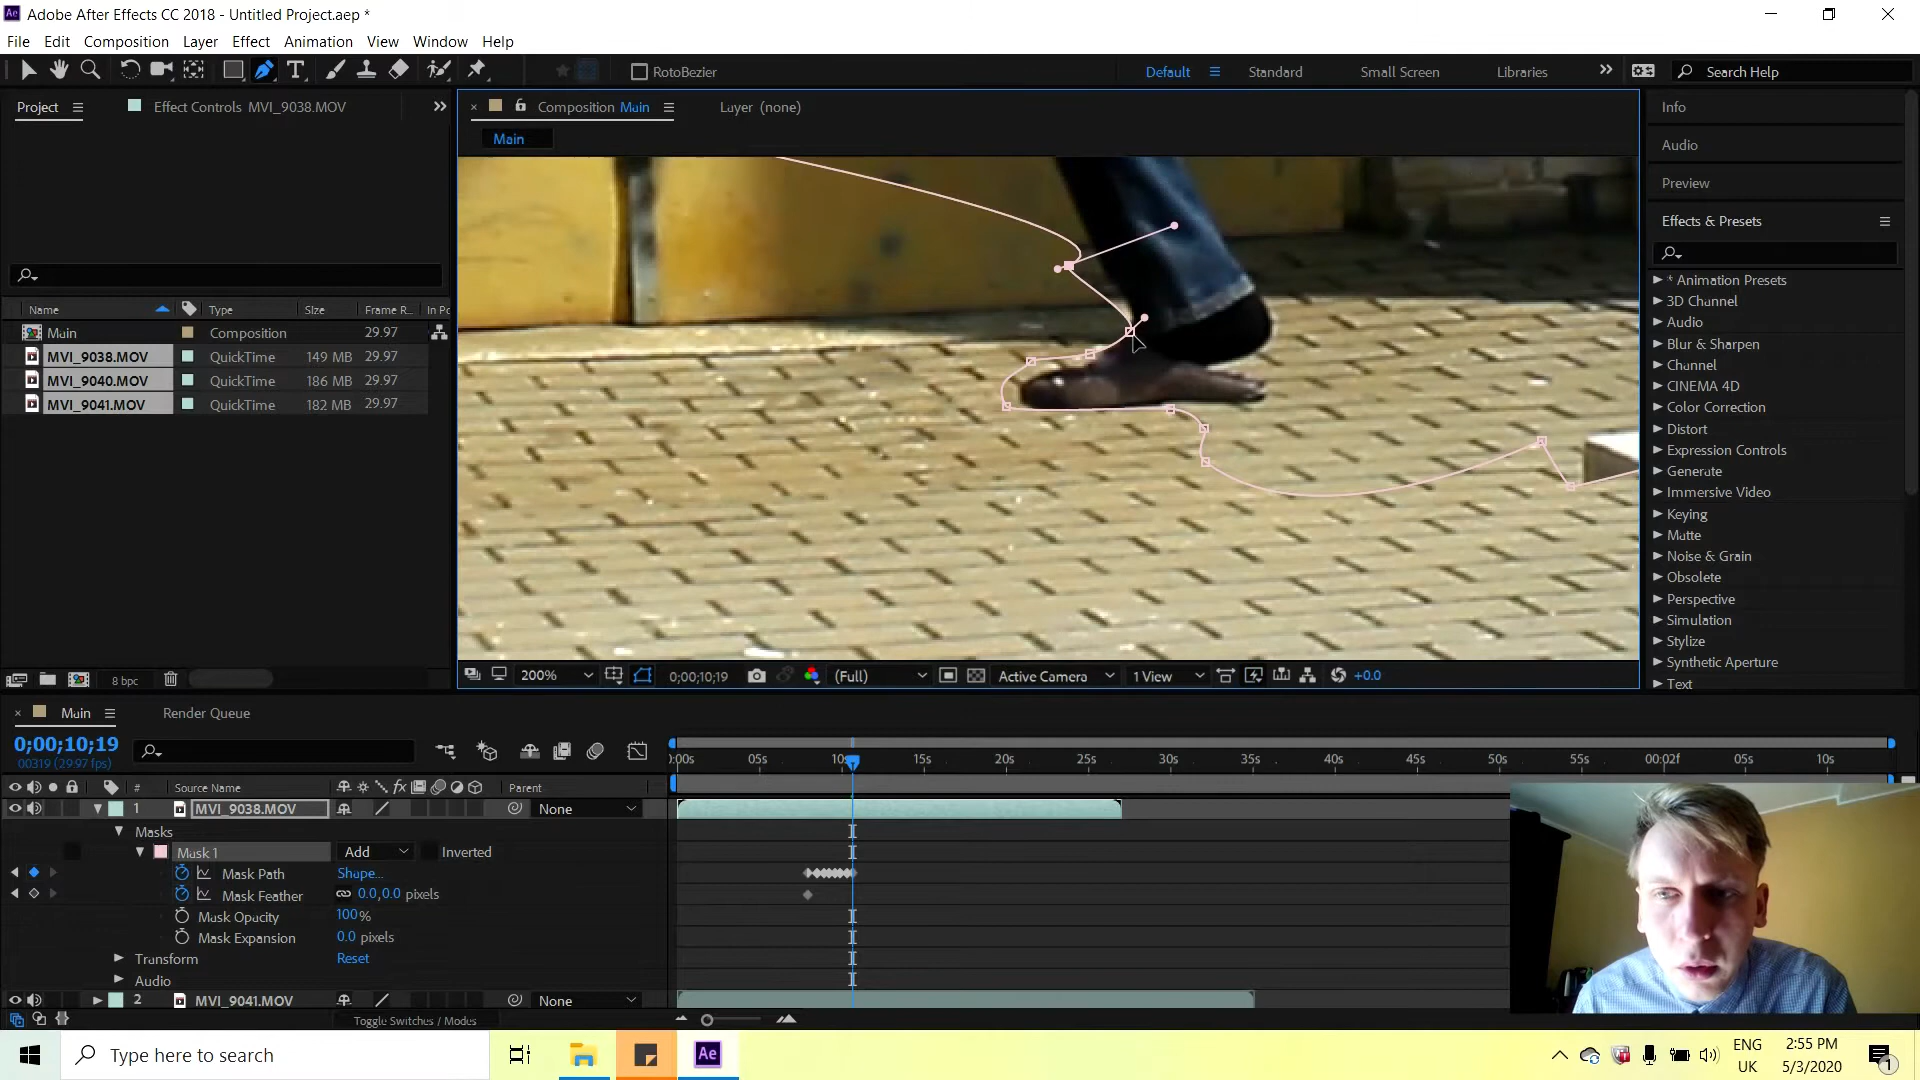 Adobe After Effects CC 2018 - Untitled Project.aep *
File Edit Composition Layer Effect Animation View Window Help
RotoBezier Default Standard Small Screen Libraries Search Help
Project Effect Controls MVI_9038.MOV Composition Main Layer (none) Info
Main
Audio
Preview
Effects & Presets
Name Type Size Frame R... In Po
Main Composition 29.97
MVI_9038.MOV QuickTime 149 MB 29.97
MVI_9040.MOV QuickTime 186 MB 29.97
MVI_9041.MOV QuickTime 182 MB 29.97
* Animation Presets
3D Channel
Audio
Blur & Sharpen
Channel
CINEMA 4D
Color Correction
Distort
Expression Controls
Generate
Immersive Video
Keying
Matte
Noise & Grain
Obsolete
Perspective
Simulation
Stylize
Synthetic Aperture
Text
8 bpc 200% 0;00;10;19 (Full) Active Camera 1 View +0.0
Main Render Queue
0;00;10;19
00319 (29.97 fps)
:00s 05s 10s 15s 20s 25s 30s 35s 40s 45s 50s 55s 00:02f 05s 10s
# Source Name Parent
1 MVI_9038.MOV None
Masks
Mask 1 Add Inverted
Mask Path Shape...
Mask Feather 0.0,0.0 pixels
Mask Opacity 100%
Mask Expansion 0.0 pixels
Transform Reset
Audio
2 MVI_9041.MOV None
Toggle Switches / Modes
Type here to search
Ae
ENG
UK
2:55 PM
5/3/2020
1